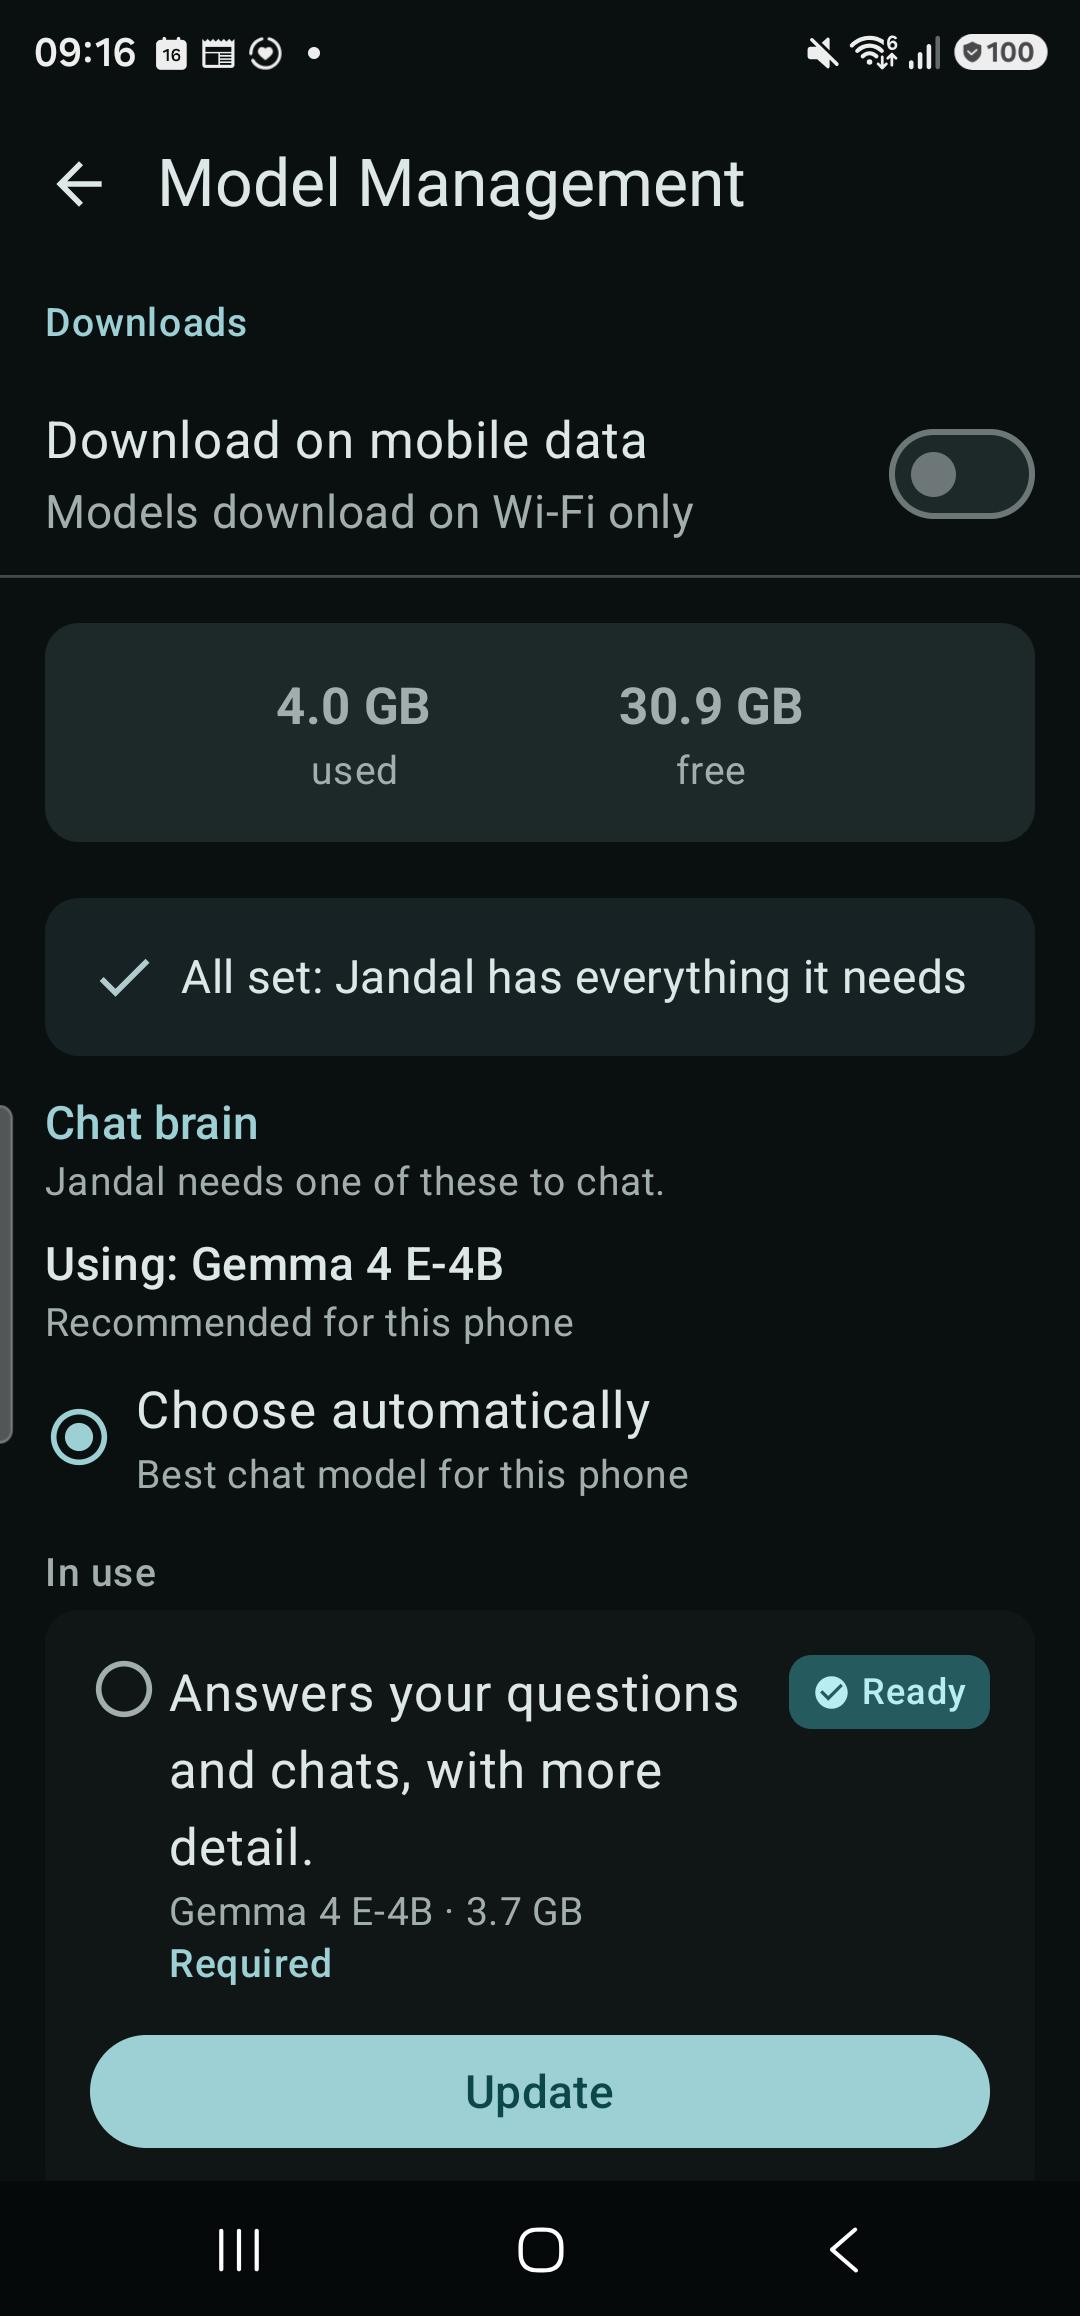 09:16
16
6
100
Model Management
Downloads
Download on mobile data
Models download on Wi-Fi only
4.0 GB
used
30.9 GB
free
All set: Jandal has everything it needs
Chat brain
Jandal needs one of these to chat.
Using: Gemma 4 E-4B
Recommended for this phone
Choose automatically
Best chat model for this phone
In use
Answers your questions
and chats, with more
detail.
Ready
Gemma 4 E-4B · 3.7 GB
Required
Update